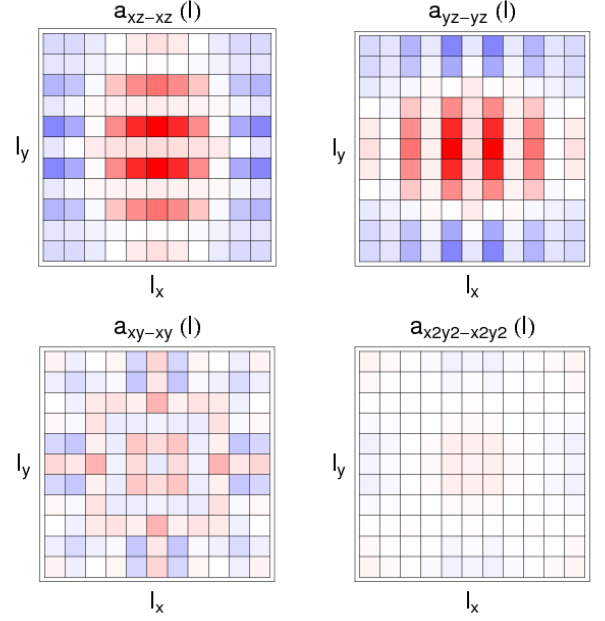 a_xz−xz (l)
a_yz−yz (l)
l_y
l_y
l_x
l_x
a_xy−xy (l)
a_x2y2−x2y2 (l)
l_y
l_y
l_x
l_x